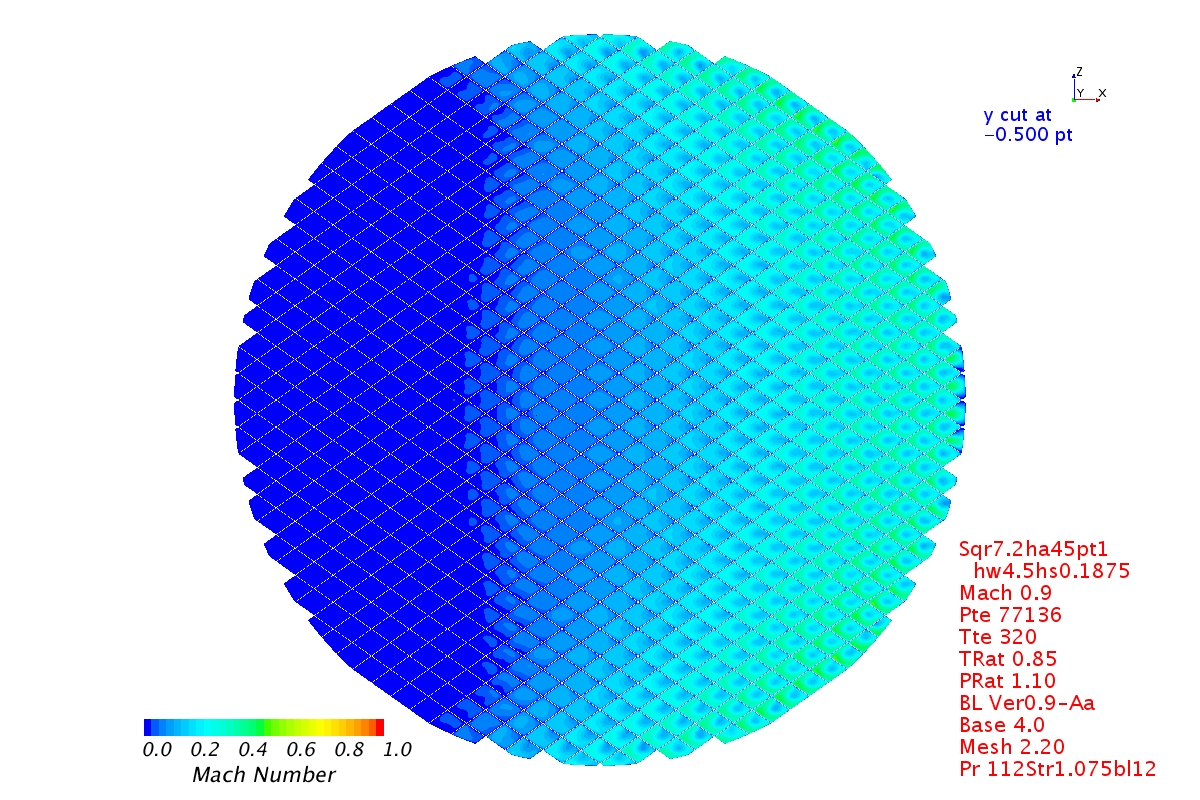 Z
Y X
y cut at
−0.500 pt
Sqr7.2ha45pt1
hw4.5hs0.1875
Mach 0.9
Pte 77136
Tte 320
TRat 0.85
PRat 1.10
BL Ver0.9−Aa
Base 4.0
Mesh 2.20
Pr 112Str1.075bl12
0.0 0.2 0.4 0.6 0.8 1.0
Mach Number